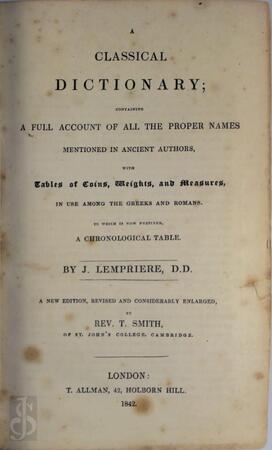 A
CLASSICAL
DICTIONARY;
CONTAINING
A FULL ACCOUNT OF ALL THE PROPER NAMES
MENTIONED IN ANCIENT AUTHORS,
WITH
Tables of Coins, Weights, and Measures,
IN USE AMONG THE GREEKS AND ROMANS.
TO WHICH IS NOW PREFIXED,
A CHRONOLOGICAL TABLE.
BY J. LEMPRIERE, D.D.
A NEW EDITION, REVISED AND CONSIDERABLY ENLARGED,
BY
REV. T. SMITH,
OF ST. JOHN'S COLLEGE, CAMBRIDGE.
LONDON:
T. ALLMAN, 42, HOLBORN HILL.
1842.